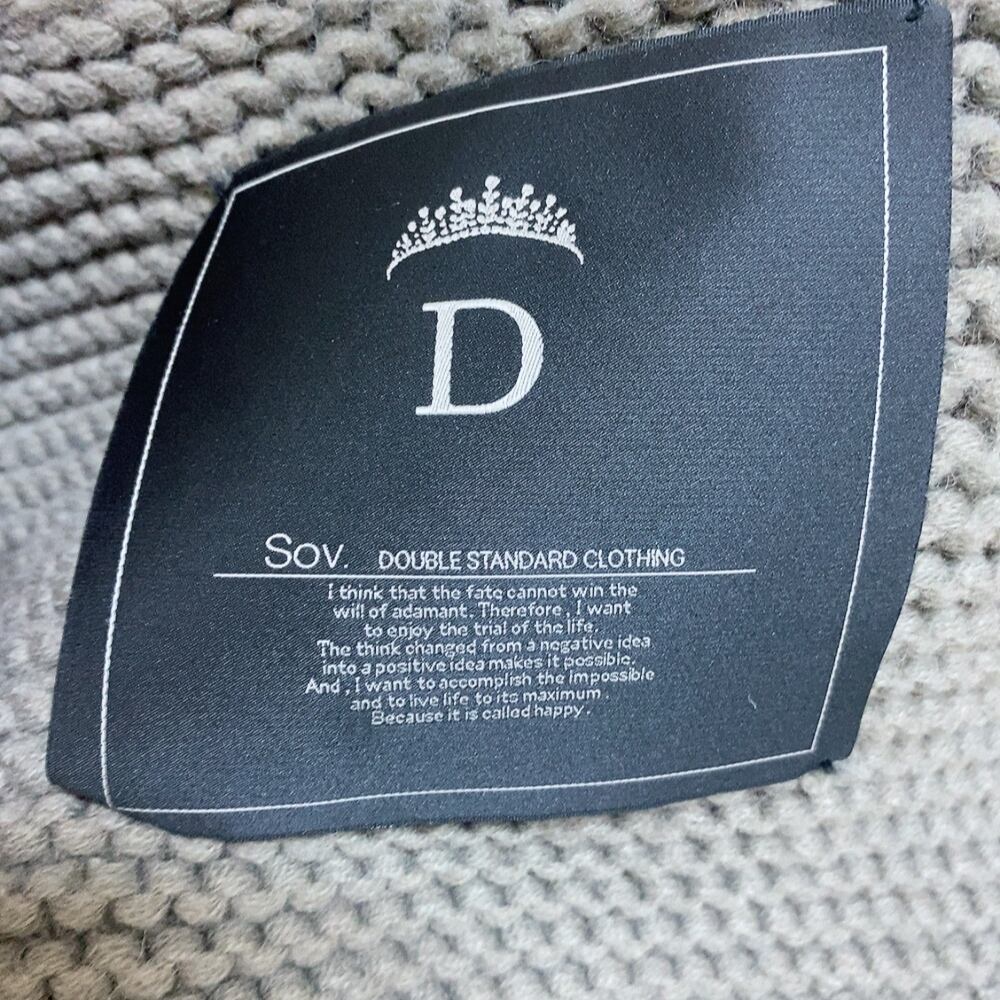 D
Sov. DOUBLE STANDARD CLOTHING
I think that the fate cannot win the
will of adamant. Therefore, I want
to enjoy the trial of the life.
The think changed from a negative idea
into a positive idea makes it possible.
And, I want to accomplish the impossible
and to live life to its maximum.
Because it is called happy.